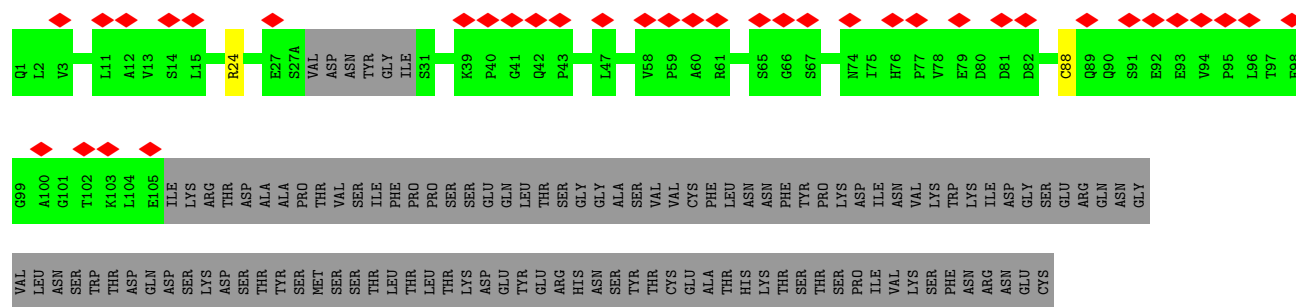 Q1 L2 V3 L11 A12 V13 S14 L15 R24 E27 S27A VAL ASP ASN TYR GLY ILE S31 K39 P40 G41 Q42 P43 L47 V58 P59 A60 R61 S65 G66 S67 N74 I75 H76 P77 V78 E79 D80 D81 D82 C88 Q89 Q90 S91 E92 E93 V94 P95 L96 T97 F98
G99 A100 G101 T102 K103 L104 E105 ILE LYS ARG THR ASP ALA ALA PRO THR VAL SER ILE PHE PRO PRO SER SER GLU GLN LEU THR SER GLY GLY ALA SER VAL VAL CYS PHE LEU ASN ASN PHE TYR PRO LYS ASP ILE ASN VAL LYS TRP LYS ILE ASP GLY SER GLU ARG GLN ASN GLY
VAL LEU ASN SER TRP THR ASP GLN ASP SER LYS ASP SER THR TYR SER MET SER SER THR LEU THR LEU THR LYS ASP GLU TYR GLU ARG HIS ASN SER TYR THR CYS GLU ALA THR HIS LYS THR SER THR SER PRO ILE VAL LYS SER PHE ASN ARG ASN GLU CYS